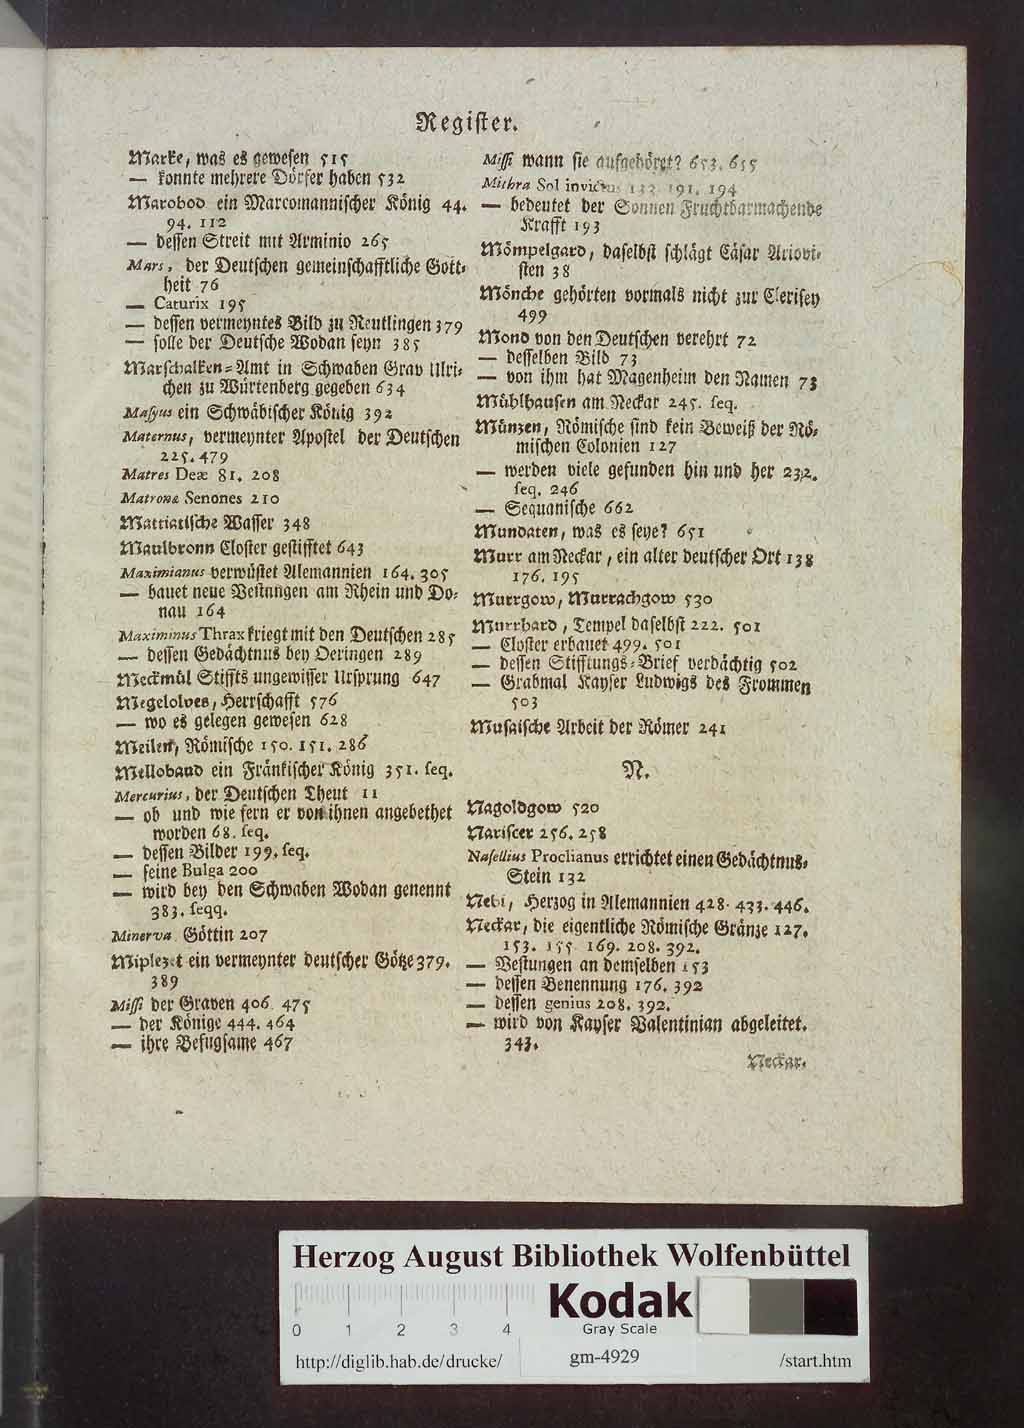 Register.
Marke, was es gewesen 515
— konnte mehrere Dörfer haben 532
Marobod ein Marcomannischer König 44.
94. 112
— dessen Streit mit Arminio 265
Mars, der Deutschen gemeinschafftliche Gott=
heit 76
— Caturix 195
— dessen vermeyntes Bild zu Reutlingen 379
— solle der Deutsche Wodan seyn 385
Marschalken=Amt in Schwaben Grav Ulri=
chen zu Würtenberg gegeben 634
Masyus ein Schwäbischer König 392
Maternus, vermeynter Apostel der Deutschen
225. 479
Matres Deæ 81. 208
Matronæ Senones 210
Mattiatische Wasser 348
Maulbronn Closter gestifftet 643
Maximianus verwüstet Alemannien 164. 305
— bauet neue Vestungen am Rhein und Do=
nau 164
Maximinus Thrax kriegt mit den Deutschen 285
— dessen Gedächtnus bey Oeringen 289
Meckmül Stiffts ungewisser Ursprung 647
Megelolves, Herrschafft 576
— wo es gelegen gewesen 628
Meilen, Römische 150. 151. 286
Mellobaud ein Fränkischer König 351. seq.
Mercurius, der Deutschen Theut 11
— ob und wie fern er von ihnen angebethet
worden 68. seq.
— dessen Bilder 199. seq.
— seine Bulga 200
— wird bey den Schwaben Wodan genennt
383. seqq.
Minerva Göttin 207
Miplezet ein vermeynter deutscher Götze 379.
389
Missi der Graven 406. 475
— der Könige 444. 464
— ihre Befugsame 467
Missi wann sie aufgehöret? 653. 655
Mithra Sol invictus 133. 191. 194
— bedeutet der Sonnen Fruchtbarmachende
Krafft 193
Mömpelgard, daselbst schlägt Cäsar Ariovi=
sten 38
Mönche gehörten vormals nicht zur Clerisey
499
Mond von den Deutschen verehrt 72
— desselben Bild 73
— von ihm hat Magenheim den Namen 73
Mühlhausen am Neckar 245. seq.
Münzen, Römische sind kein Beweiß der Rö=
mischen Colonien 127
— werden viele gefunden hin und her 232.
seq. 246
— Sequanische 662
Mundaten, was es seye? 651
Murr am Neckar, ein alter deutscher Ort 138
176. 195
Murrgow, Murrachgow 530
Murrhard, Tempel daselbst 222. 501
— Closter erbauet 499. 501
— dessen Stifftungs=Brief verdächtig 502
— Grabmal Kayser Ludwigs des Frommen
503
Musaische Arbeit der Römer 241
N.
Nagoldgow 520
Nariscer 256. 258
Nasellius Proclianus errichtet einen Gedächtnus=
Stein 132
Nebi, Herzog in Alemannien 428. 433. 446.
Neckar, die eigentliche Römische Gränze 127.
153. 155. 169. 208. 392.
— Vestungen an demselben 153
— dessen Benennung 176. 392
— dessen genius 208. 392.
— wird von Kayser Valentinian abgeleitet.
343.
Neckar.
Herzog August Bibliothek Wolfenbüttel
Kodak
0 1 2 3 4
Gray Scale
http://diglib.hab.de/drucke/
gm-4929
/start.htm